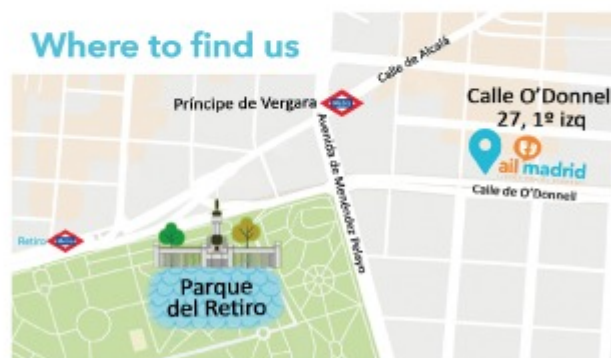 Where to find us
Calle de Alcalá
Príncipe de Vergara
Calle O'Donnel
27, 1º izq
ail madrid
Calle de O'Donnell
Avenida de Menéndez Pelayo
Retiro
Parque
del Retiro